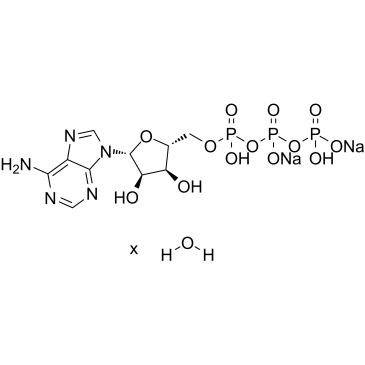 O O O
N O O P O P O P ONa
N OH ONa OH
H₂N N N HO OH
x H O H